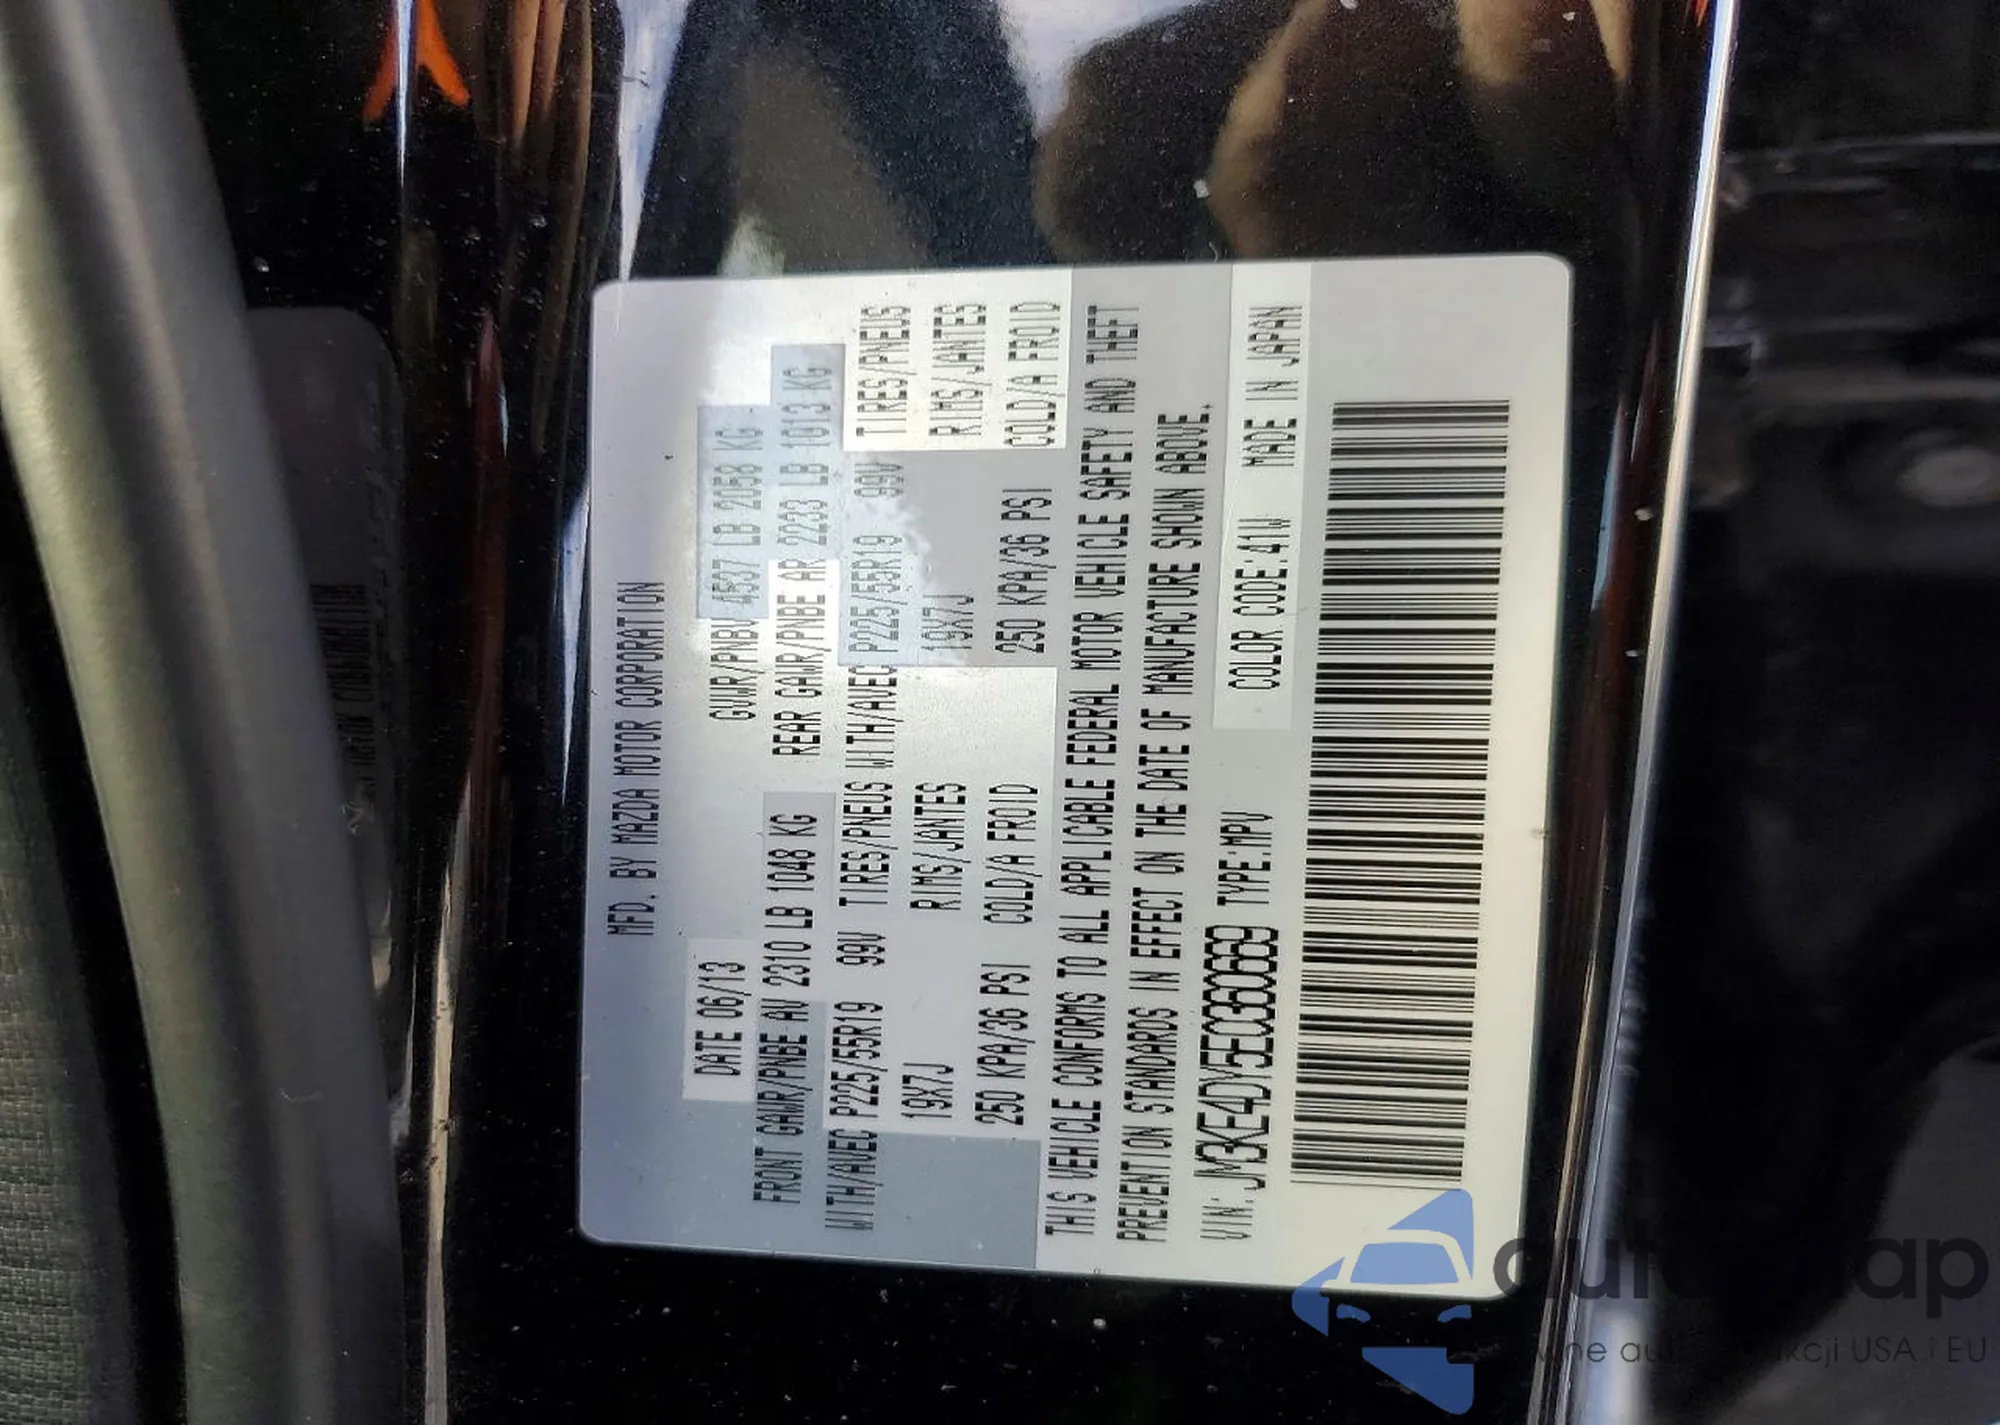 MFD. BY MAZDA MOTOR CORPORATION
DATE 06/13 GVWR/PNBV 4537 LB 2058 KG
FRONT GAWR/PNBE AV 2310 LB 1048 KG REAR GAWR/PNBE AR 2233 LB 1013 KG
WITH/AVEC P225/55R19 99V TIRES/PNEUS WITH/AVEC P225/55R19 99V TIRES/PNEUS
19X7J RIMS/JANTES 19X7J RIMS/JANTES
250 KPA/36 PSI COLD/A FROID 250 KPA/36 PSI COLD/A FROID
THIS VEHICLE CONFORMS TO ALL APPLICABLE FEDERAL MOTOR VEHICLE SAFETY AND THEFT
PREVENTION STANDARDS IN EFFECT ON THE DATE OF MANUFACTURE SHOWN ABOVE.
VIN: JM3KE4DY5E0360669 TYPE:MPV COLOR CODE:41W MADE IN JAPAN
USA i EU